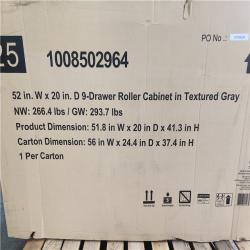 PO No.:
25
1008502964
52 in. W x 20 in. D 9-Drawer Roller Cabinet in Textured Gray
NW: 266.4 lbs / GW: 293.7 lbs
Product Dimension: 51.8 in W x 20 in D x 41.3 in H
Carton Dimension: 56 in W x 24.4 in D x 37.4 in H
1 Per Carton